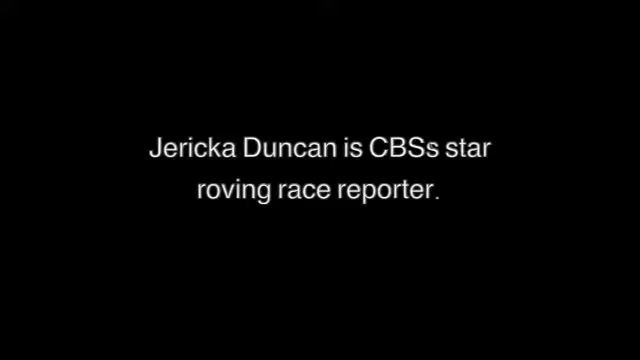 Jericka Duncan is CBSs star
roving race reporter.